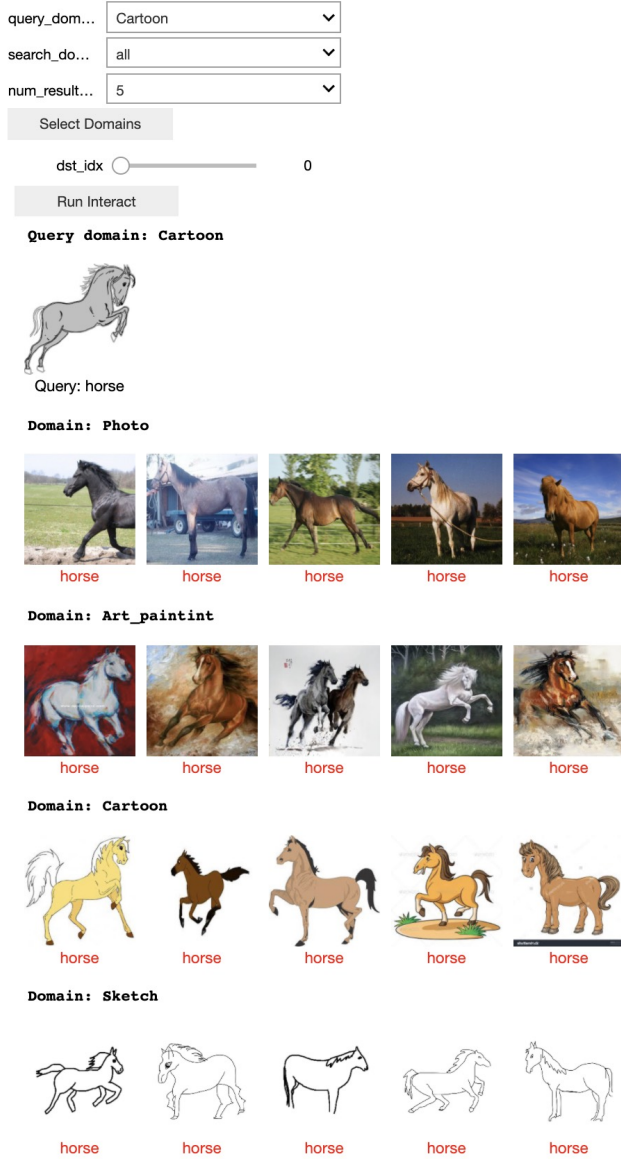 query_dom... Cartoon
search_do... all
num_result... 5
Select Domains
dst_idx 0
Run Interact
Query domain: Cartoon
Query: horse
Domain: Photo
horse horse horse horse horse
Domain: Art_paintint
horse horse horse horse horse
Domain: Cartoon
horse horse horse horse horse
Domain: Sketch
horse horse horse horse horse